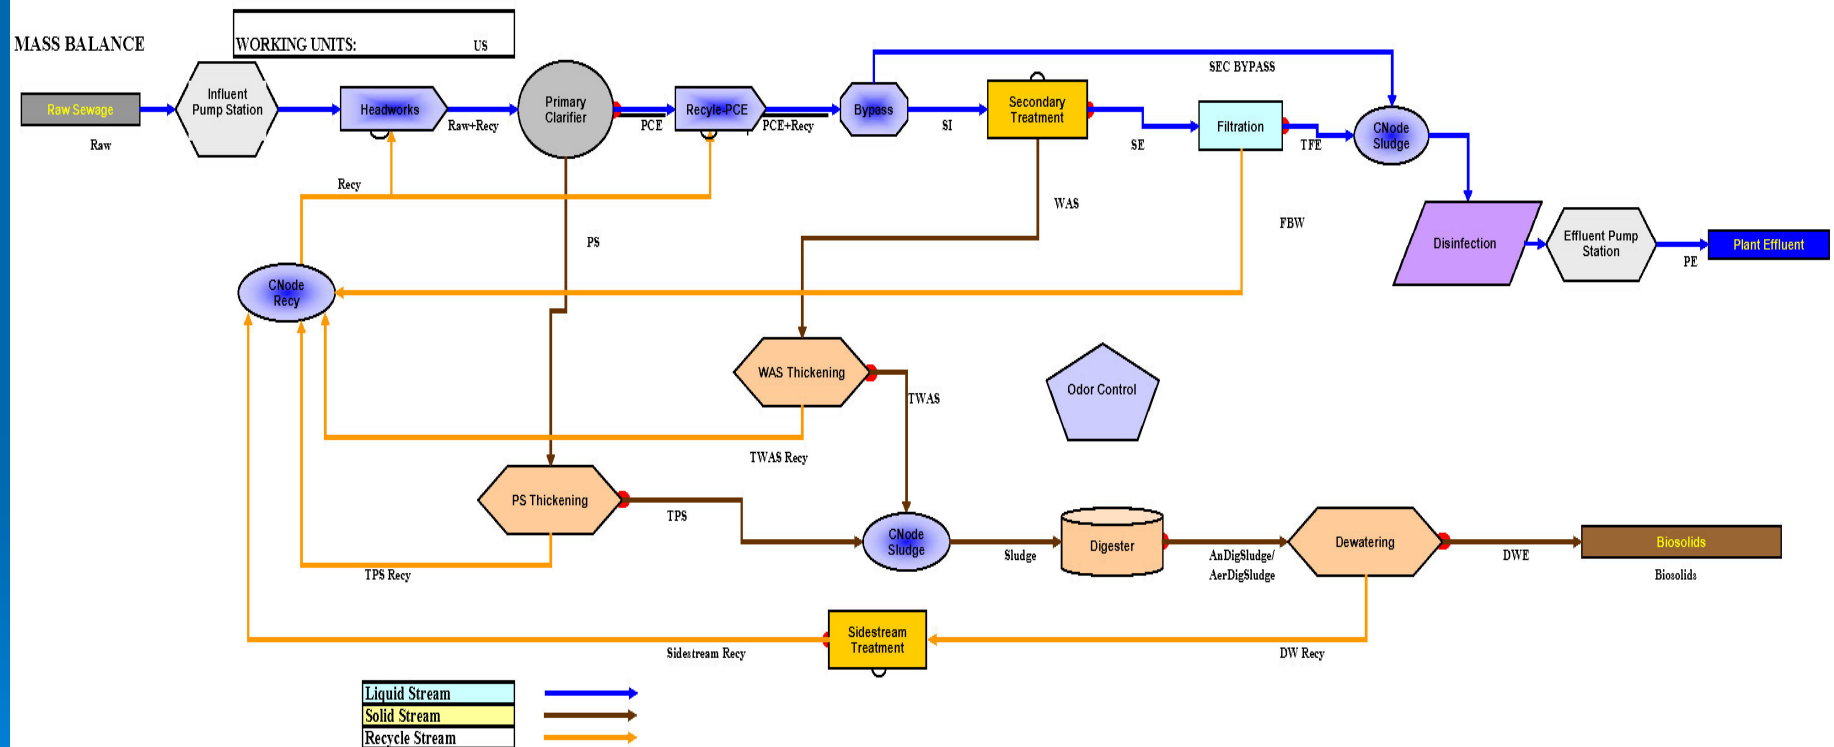 MASS BALANCE
WORKING UNITS: US
SEC BYPASS
Raw Sewage
Influent
Pump Station
Headworks
Primary
Clarifier
Recyle-PCE
Bypass
Secondary
Treatment
Filtration
CNode
Sludge
Raw
Raw+Recy
PCE
PCE+Recy
SI
SE
TFE
Recy
PS
WAS
FBW
Disinfection
Effluent Pump
Station
PE
Plant Effluent
CNode
Recy
WAS Thickening
TWAS
Odor Control
TWAS Recy
PS Thickening
TPS
CNode
Sludge
Sludge
Digester
AnDigSludge/
AerDigSludge
Dewatering
DWE
Biosolids
Biosolids
TPS Recy
Sidestream
Treatment
Sidestream Recy
DW Recy
Liquid Stream
Solid Stream
Recycle Stream